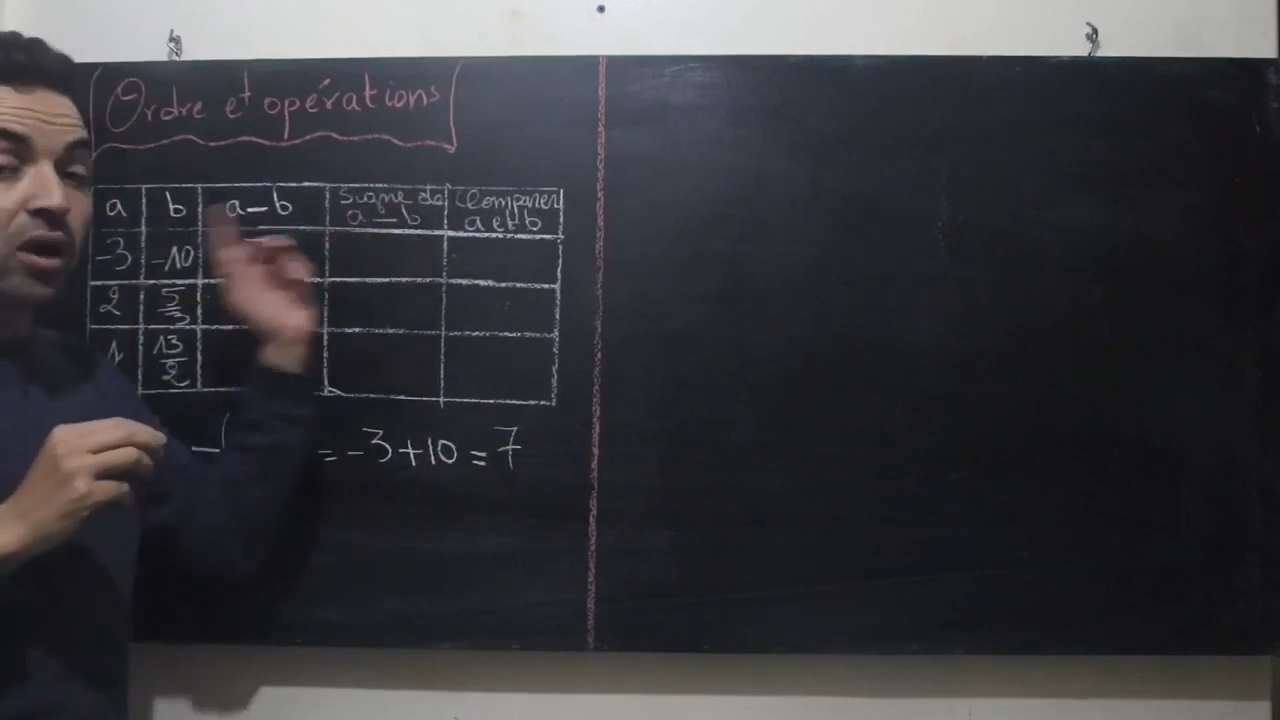 Ordre et opérations
a b a-b Signe de a-b Comparer a et b
-3 -10
2 5/3
1 13/2
= -3+10 = 7